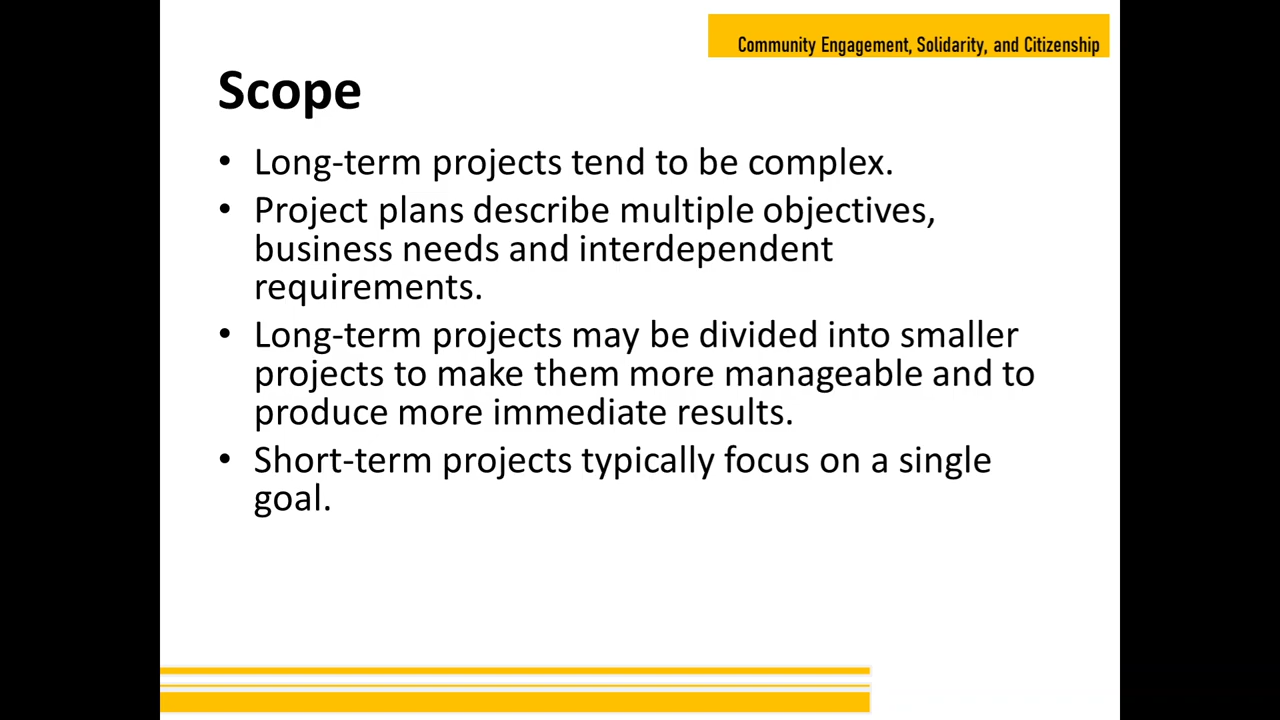 Community Engagement, Solidarity, and Citizenship
Scope
• Long-term projects tend to be complex.
• Project plans describe multiple objectives,
business needs and interdependent
requirements.
• Long-term projects may be divided into smaller
projects to make them more manageable and to
produce more immediate results.
• Short-term projects typically focus on a single
goal.